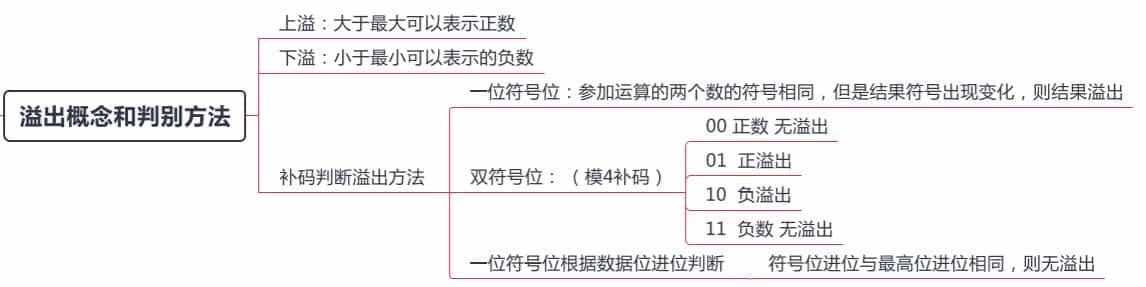 溢出概念和判别方法
上溢：大于最大可以表示正数
下溢：小于最小可以表示的负数
补码判断溢出方法
一位符号位：参加运算的两个数的符号相同，但是结果符号出现变化，则结果溢出
双符号位：（模4补码）
00 正数 无溢出
01 正溢出
10 负溢出
11 负数 无溢出
一位符号位根据数据位进位判断
符号位进位与最高位进位相同，则无溢出